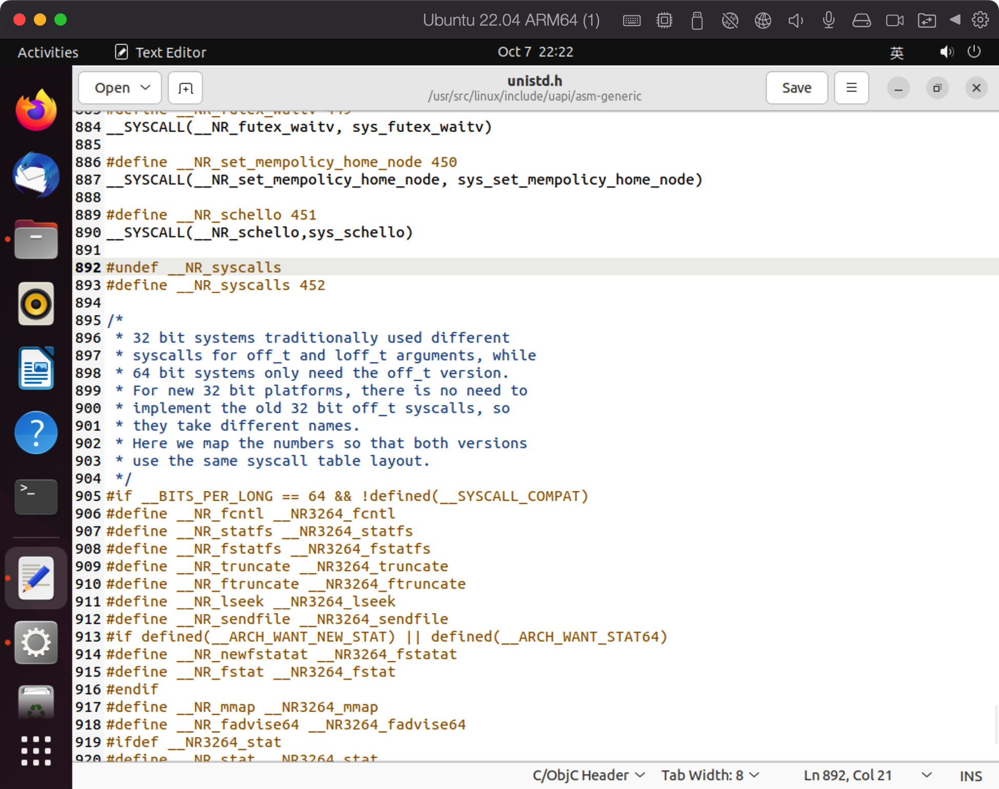 Ubuntu 22.04 ARM64 (1)
Activities
Text Editor
Oct 7 22:22
英
Open
unistd.h
/usr/src/linux/include/uapi/asm-generic
Save
883 #define __NR_futex_waitv 449
884 __SYSCALL(__NR_futex_waitv, sys_futex_waitv)
885
886 #define __NR_set_mempolicy_home_node 450
887 __SYSCALL(__NR_set_mempolicy_home_node, sys_set_mempolicy_home_node)
888
889 #define __NR_schello 451
890 __SYSCALL(__NR_schello,sys_schello)
891
892 #undef __NR_syscalls
893 #define __NR_syscalls 452
894
895 /*
896  * 32 bit systems traditionally used different
897  * syscalls for off_t and loff_t arguments, while
898  * 64 bit systems only need the off_t version.
899  * For new 32 bit platforms, there is no need to
900  * implement the old 32 bit off_t syscalls, so
901  * they take different names.
902  * Here we map the numbers so that both versions
903  * use the same syscall table layout.
904  */
905 #if __BITS_PER_LONG == 64 && !defined(__SYSCALL_COMPAT)
906 #define __NR_fcntl __NR3264_fcntl
907 #define __NR_statfs __NR3264_statfs
908 #define __NR_fstatfs __NR3264_fstatfs
909 #define __NR_truncate __NR3264_truncate
910 #define __NR_ftruncate __NR3264_ftruncate
911 #define __NR_lseek __NR3264_lseek
912 #define __NR_sendfile __NR3264_sendfile
913 #if defined(__ARCH_WANT_NEW_STAT) || defined(__ARCH_WANT_STAT64)
914 #define __NR_newfstatat __NR3264_fstatat
915 #define __NR_fstat __NR3264_fstat
916 #endif
917 #define __NR_mmap __NR3264_mmap
918 #define __NR_fadvise64 __NR3264_fadvise64
919 #ifdef __NR3264_stat
920 #define __NR_stat __NR3264_stat
C/ObjC Header
Tab Width: 8
Ln 892, Col 21
INS